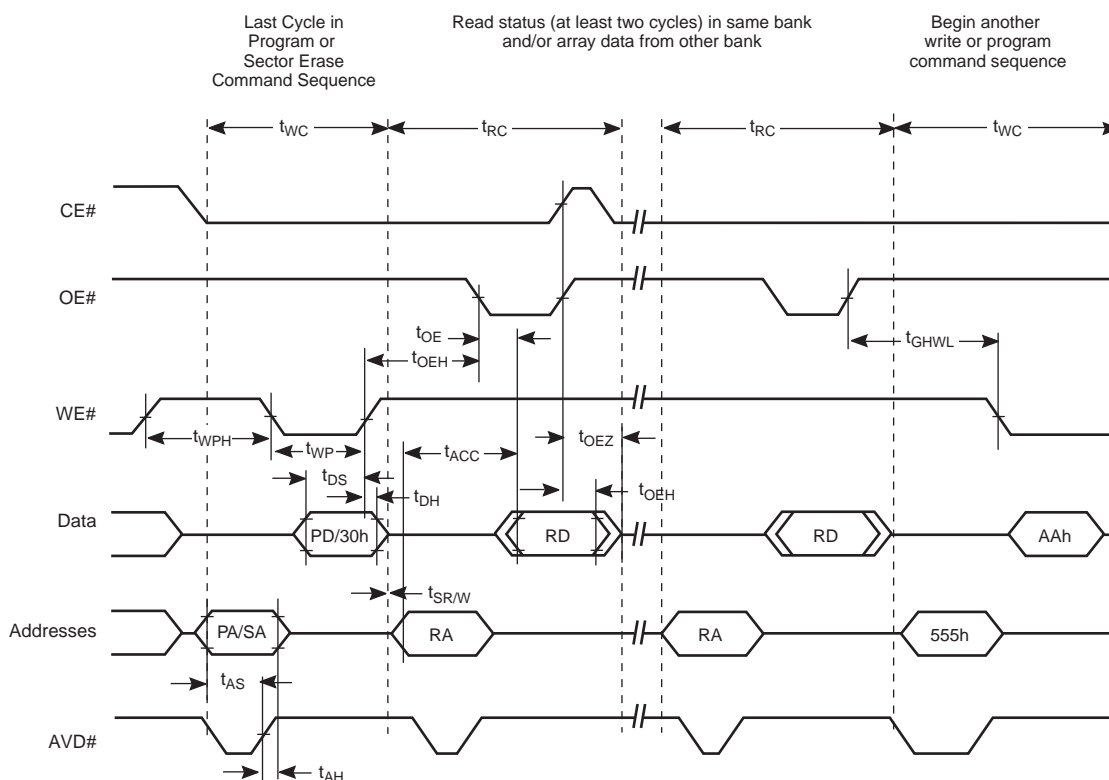 Last Cycle in
Program or
Sector Erase
Command Sequence
Read status (at least two cycles) in same bank
and/or array data from other bank
Begin another
write or program
command sequence
tWC
tRC
tRC
tWC
CE#
OE#
tOE
tOEH
tGHWL
WE#
tWPH
tWP
tACC
tOEZ
tDS
tDH
tOEH
Data
PD/30h
RD
RD
AAh
tSR/W
Addresses
PA/SA
RA
RA
555h
tAS
AVD#
tAH